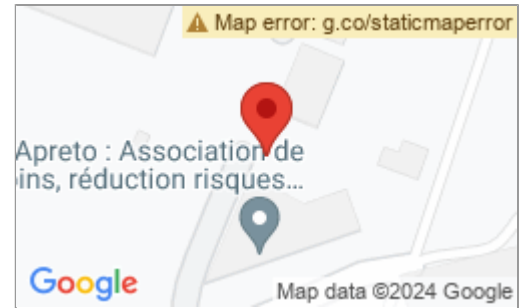 Map error: g.co/staticmaperror
Apreto : Association de
ins, réduction risques...
Google
Map data ©2024 Google